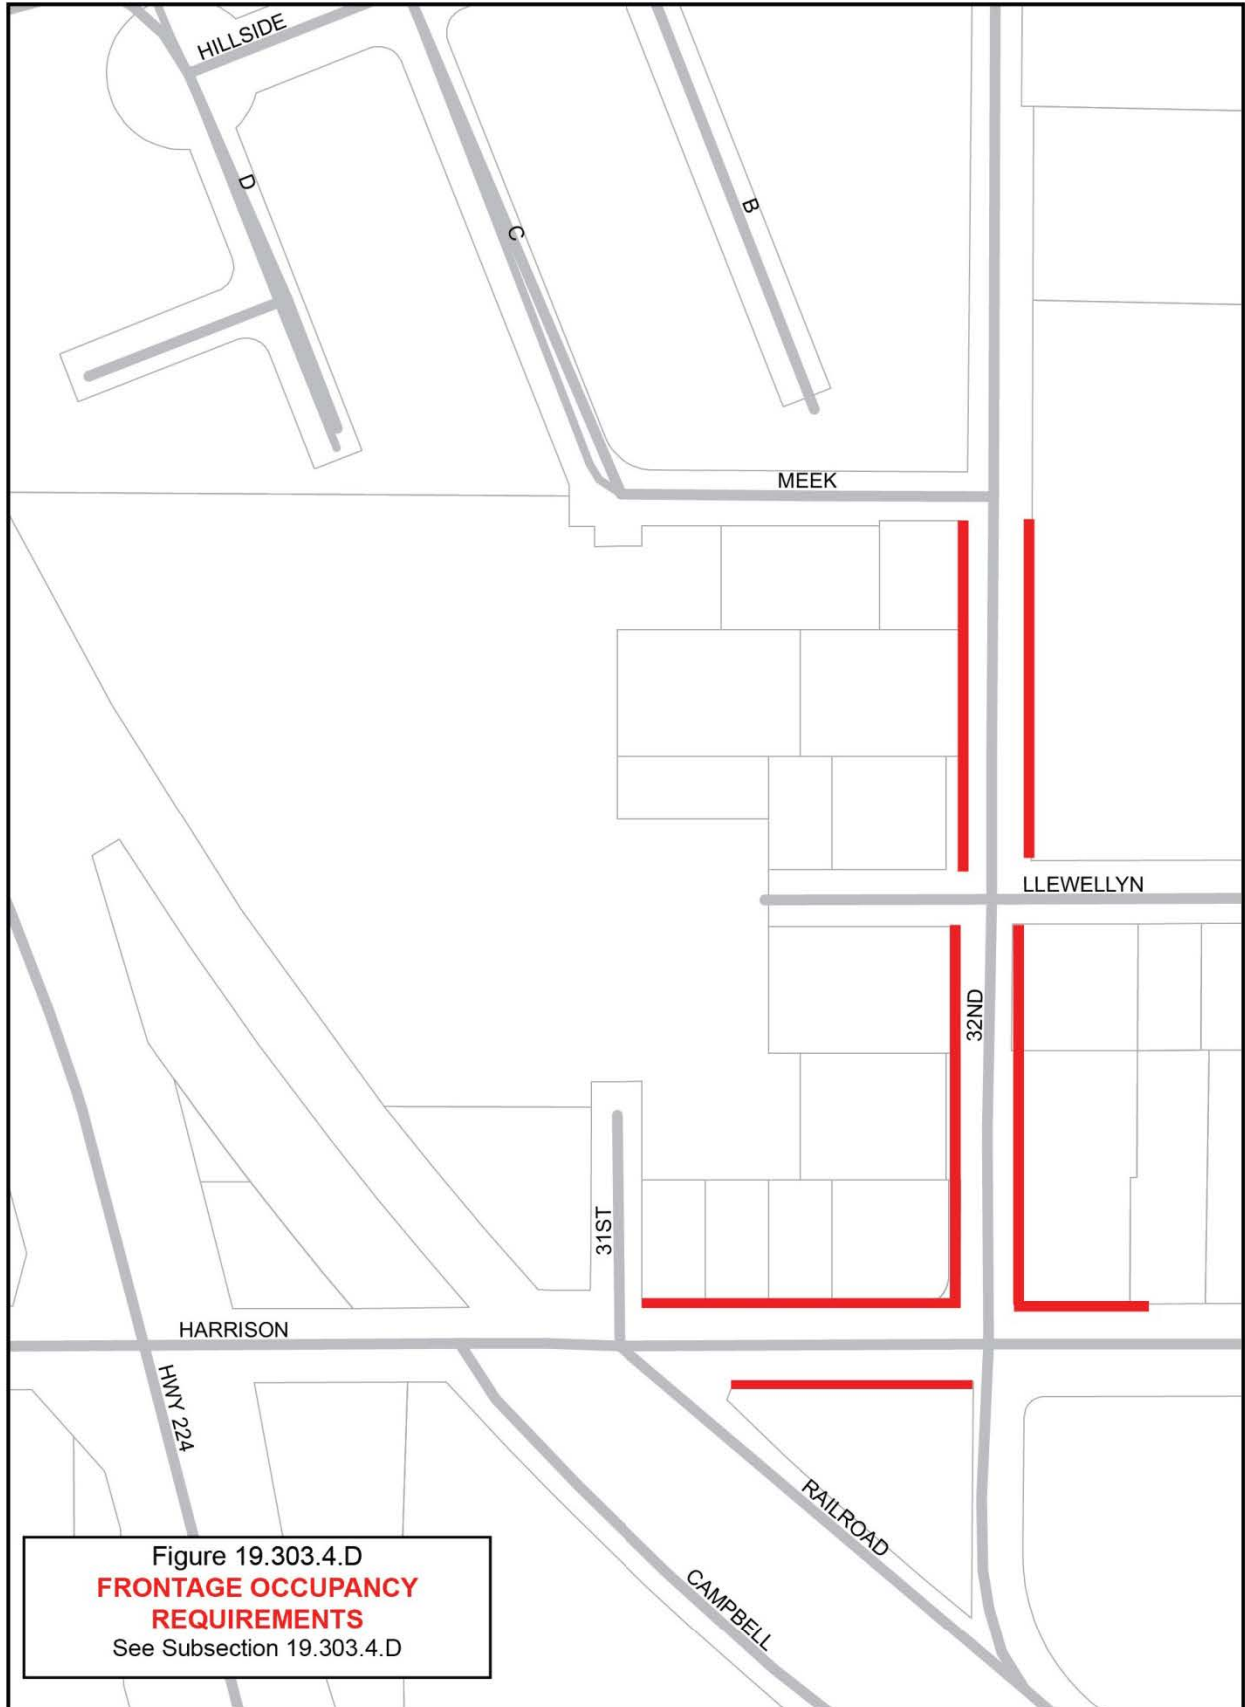 HILLSIDE
D
C
B
MEEK
LLEWELLYN
32ND
31ST
HARRISON
HWY 224
RAILROAD
CAMPBELL
Figure 19.303.4.D
FRONTAGE OCCUPANCY
REQUIREMENTS
See Subsection 19.303.4.D